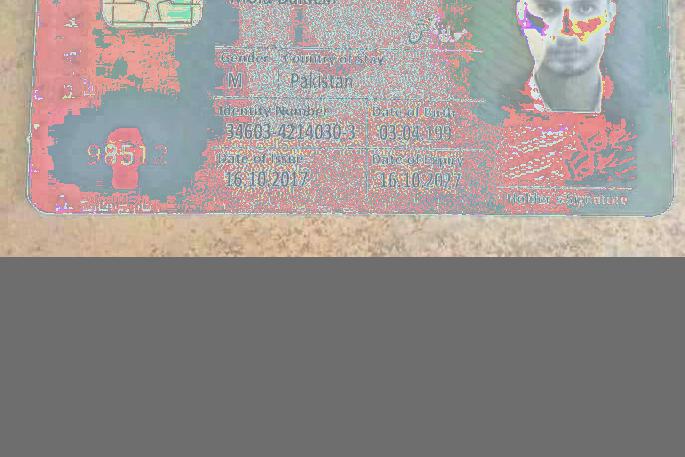 Gender Country of Stay
M Pakistan
Identity Number Date of Birth
34603-4214030-3 03.04.199
Date of Issue Date of Expiry
16.10.2017 16.10.2027
Holder's Signature